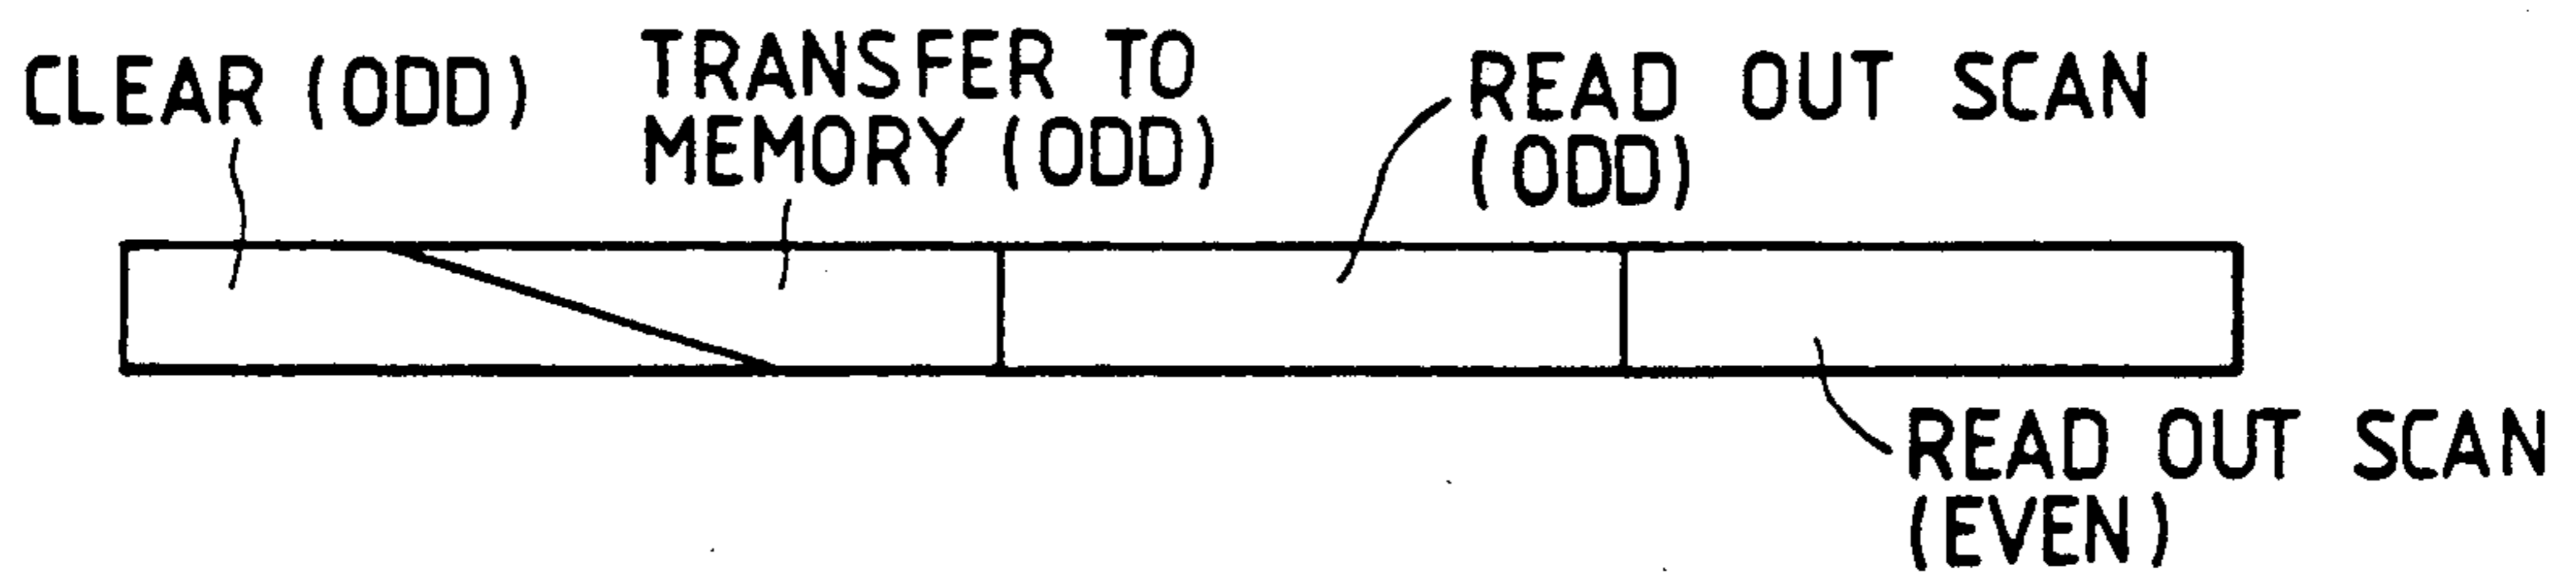 CLEAR (ODD)
TRANSFER TO
MEMORY (ODD)
READ OUT SCAN
(ODD)
READ OUT SCAN
(EVEN)